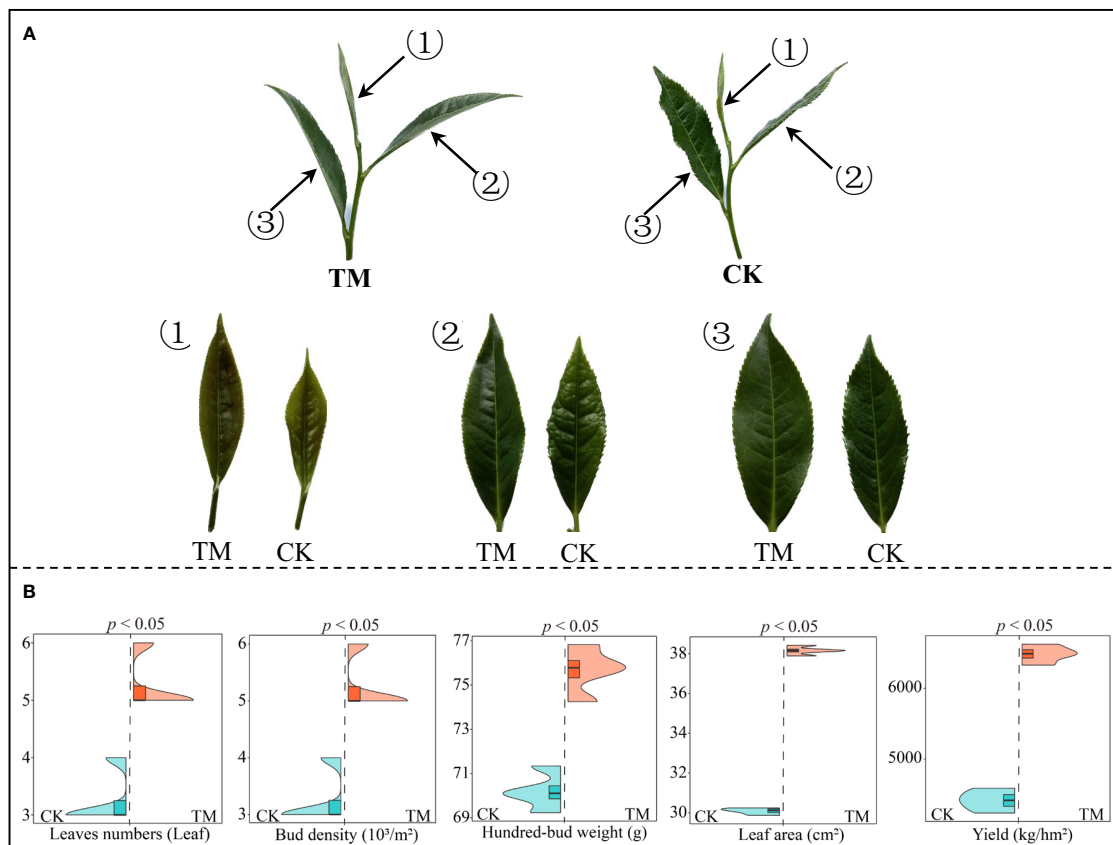 A
① ①
② ②
③ ③
TM CK
① ② ③
TM CK TM CK TM CK
B
p < 0.05 p < 0.05 p < 0.05 p < 0.05 p < 0.05
6
5
4
3
CK TM
Leaves numbers (Leaf)
6
5
4
3
CK TM
Bud density (10³/m²)
77
75
73
71
69
CK TM
Hundred-bud weight (g)
38
36
34
32
30
CK TM
Leaf area (cm²)
6000
5000
CK TM
Yield (kg/hm²)